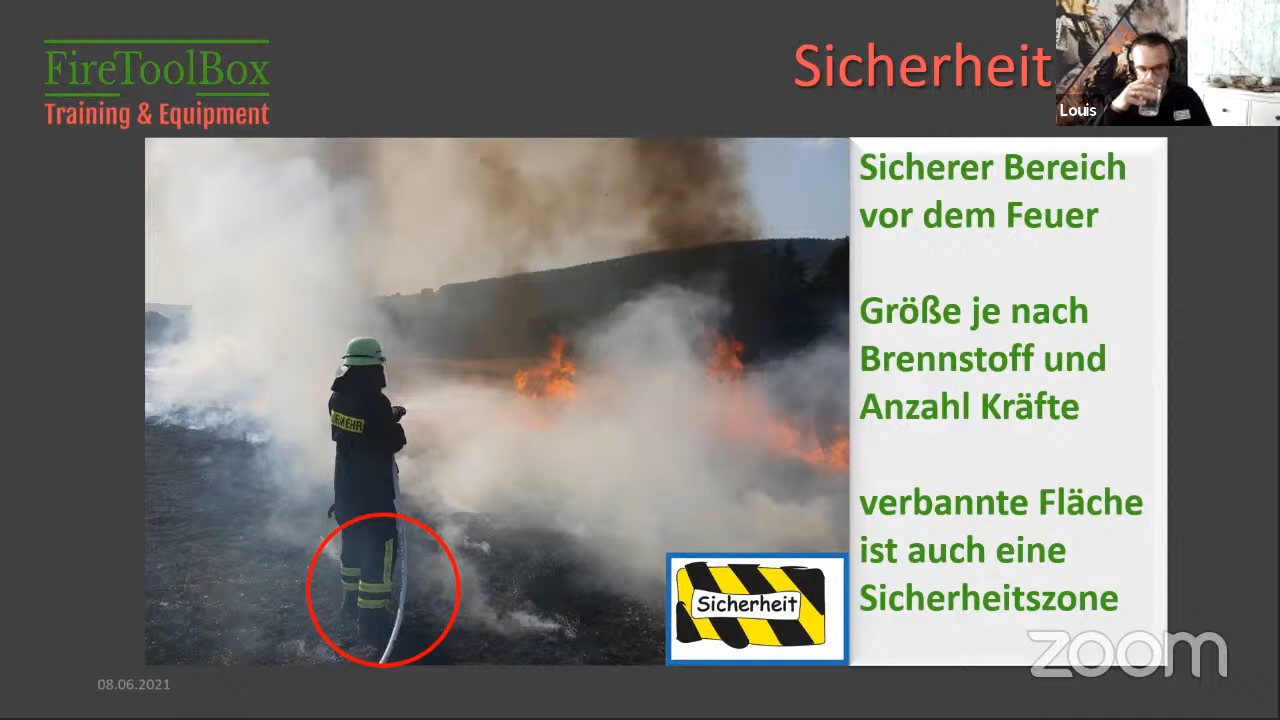 FireToolBox
Training & Equipment
Sicherheit
Louis
Sicherer Bereich
vor dem Feuer
Größe je nach
Brennstoff und
Anzahl Kräfte
verbannte Fläche
ist auch eine
Sicherheitszone
Sicherheit
zoom
08.06.2021